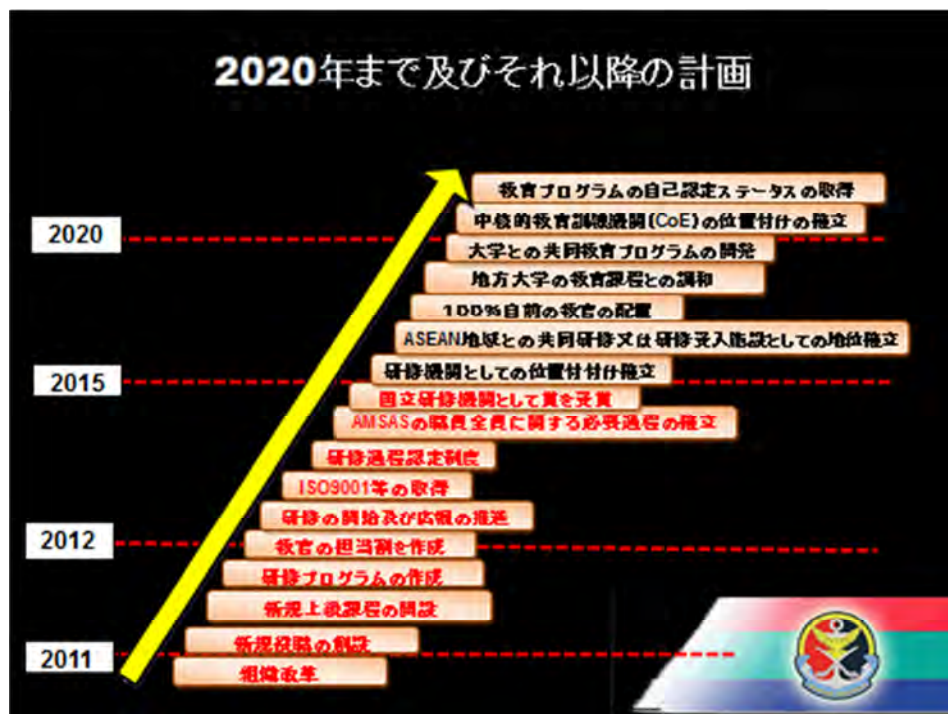 2020年まで及びそれ以降の計画
教育プログラムの自己認定ステータスの取得
中核的教育訓練機関(CoE)の位置付けの確立
2020
大学との共同教育プログラムの開発
地方大学の教育課程との調和
100%自前の教官の配置
ASEAN地域との共同研修又は研修受入施設としての地位確立
研修機関としての位置付付け確立
2015
国立研修機関として賞を受賞
AMSASの職員全員に関する必要過程の確立
研修過程認定制度
ISO9001等の取得
研修の開始及び広報の推進
2012
教官の担当割を作成
研修プログラムの作成
新規上級課程の開設
新規役職の創設
2011
組織改革